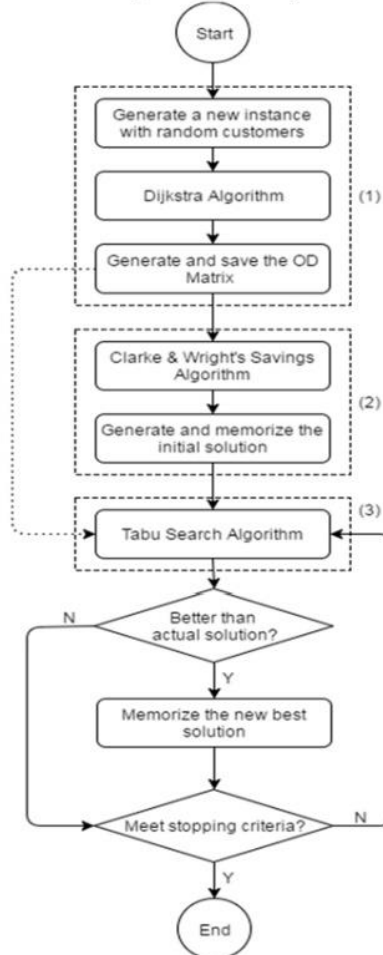 Start
Generate a new instance
with random customers
Dijkstra Algorithm
(1)
Generate and save the OD
Matrix
Clarke & Wright's Savings
Algorithm
(2)
Generate and memorize the
initial solution
(3)
Tabu Search Algorithm
N
Better than
actual solution?
Y
Memorize the new best
solution
Meet stopping criteria?
N
Y
End